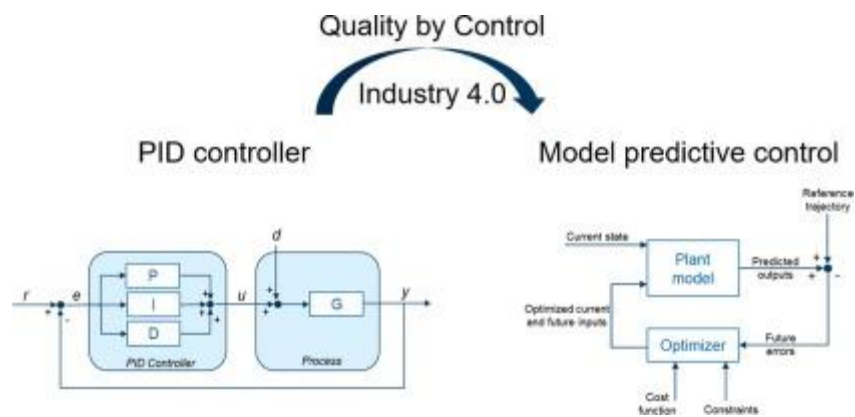 Quality by Control
Industry 4.0
PID controller
Model predictive control
r
+
-
e
P
I
D
+
+
+
PID Controller
u
d
+
+
G
Process
y
Reference
trajectory
Current state
Plant
model
Predicted
outputs
+
+
-
Optimized current
and future inputs
Optimizer
Future
errors
Cost
function
Constraints